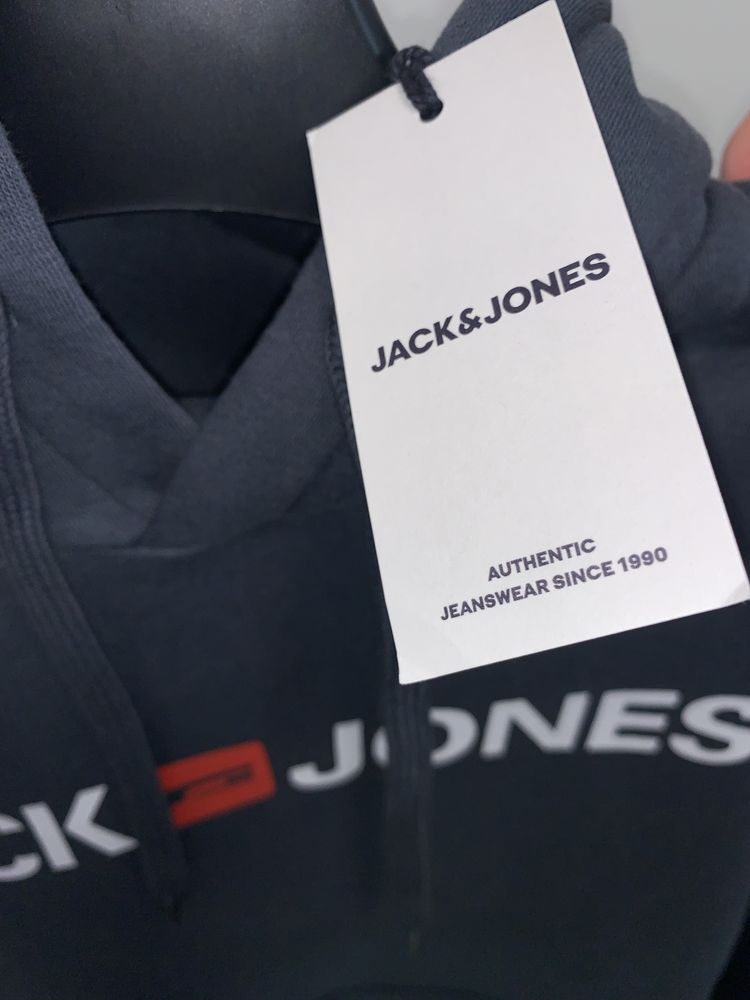 JACK&JONES
AUTHENTIC
JEANSWEAR SINCE 1990
CK JONES